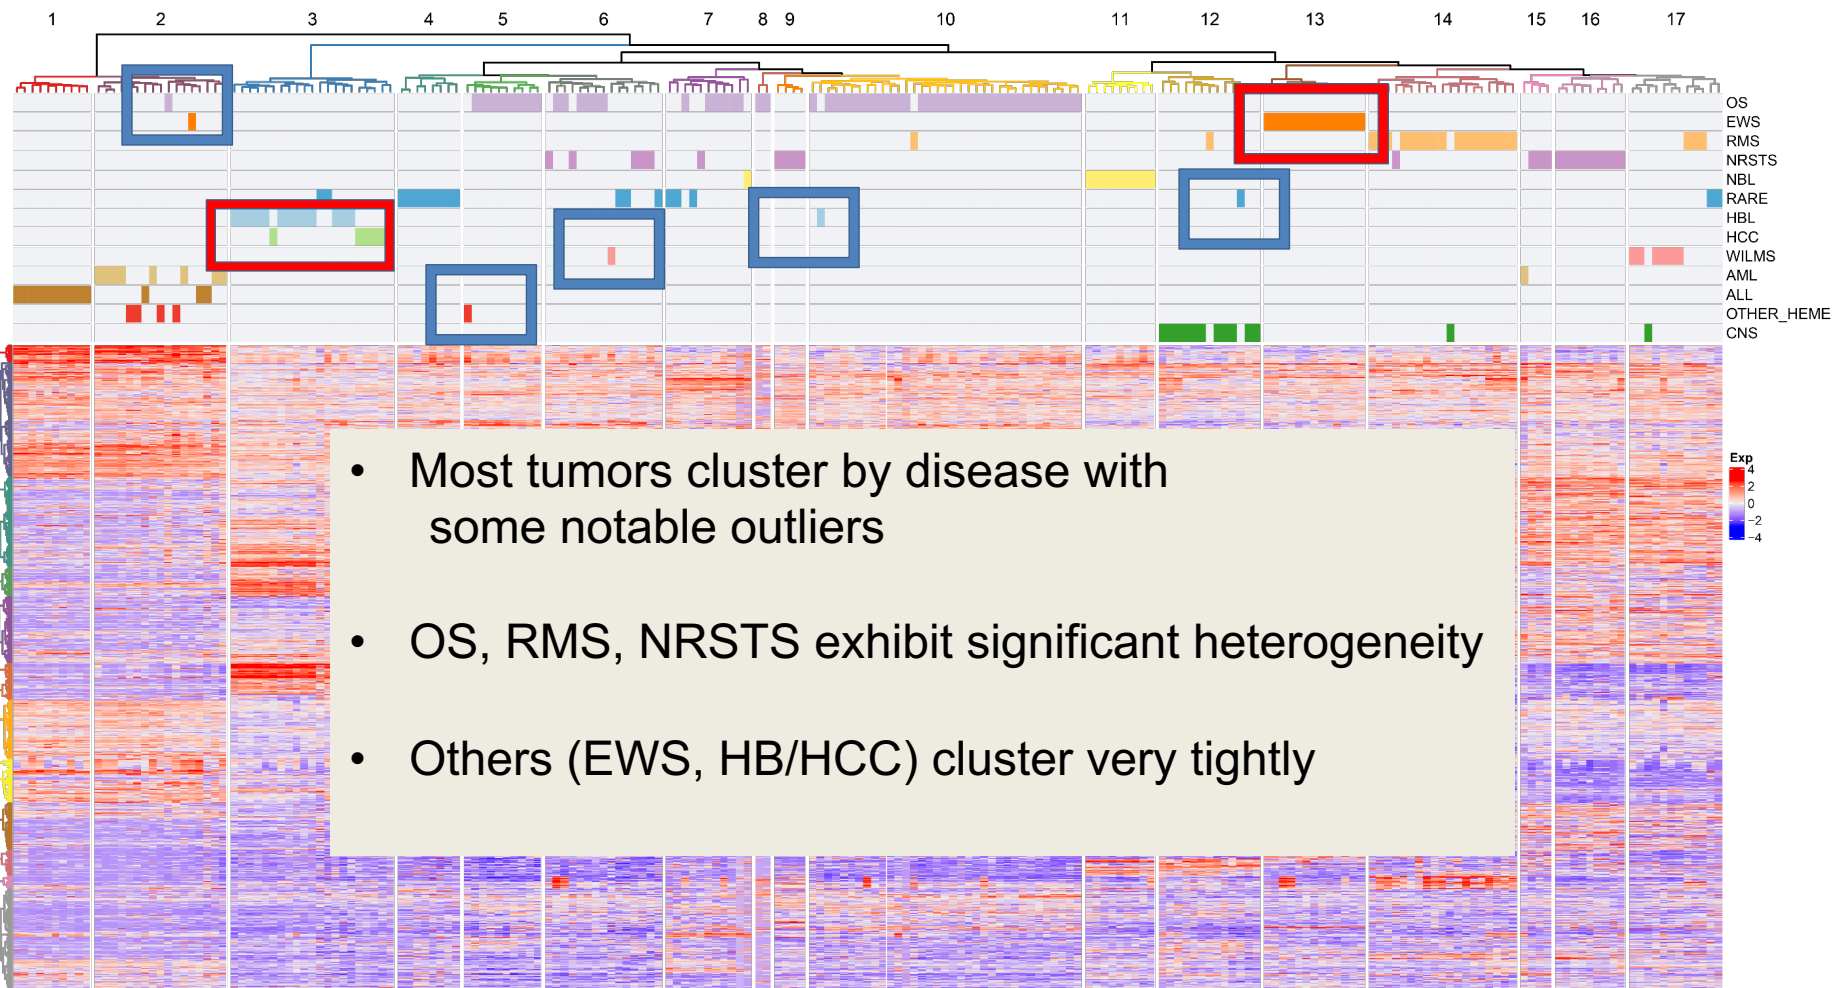 1 2 3 4 5 6 7 8 9 10 11 12 13 14 15 16 17
OS
EWS
RMS
NRSTS
NBL
RARE
HBL
HCC
WILMS
AML
ALL
OTHER_HEME
CNS
Exp
4
2
0
−2
−4
• Most tumors cluster by disease with
some notable outliers
• OS, RMS, NRSTS exhibit significant heterogeneity
• Others (EWS, HB/HCC) cluster very tightly